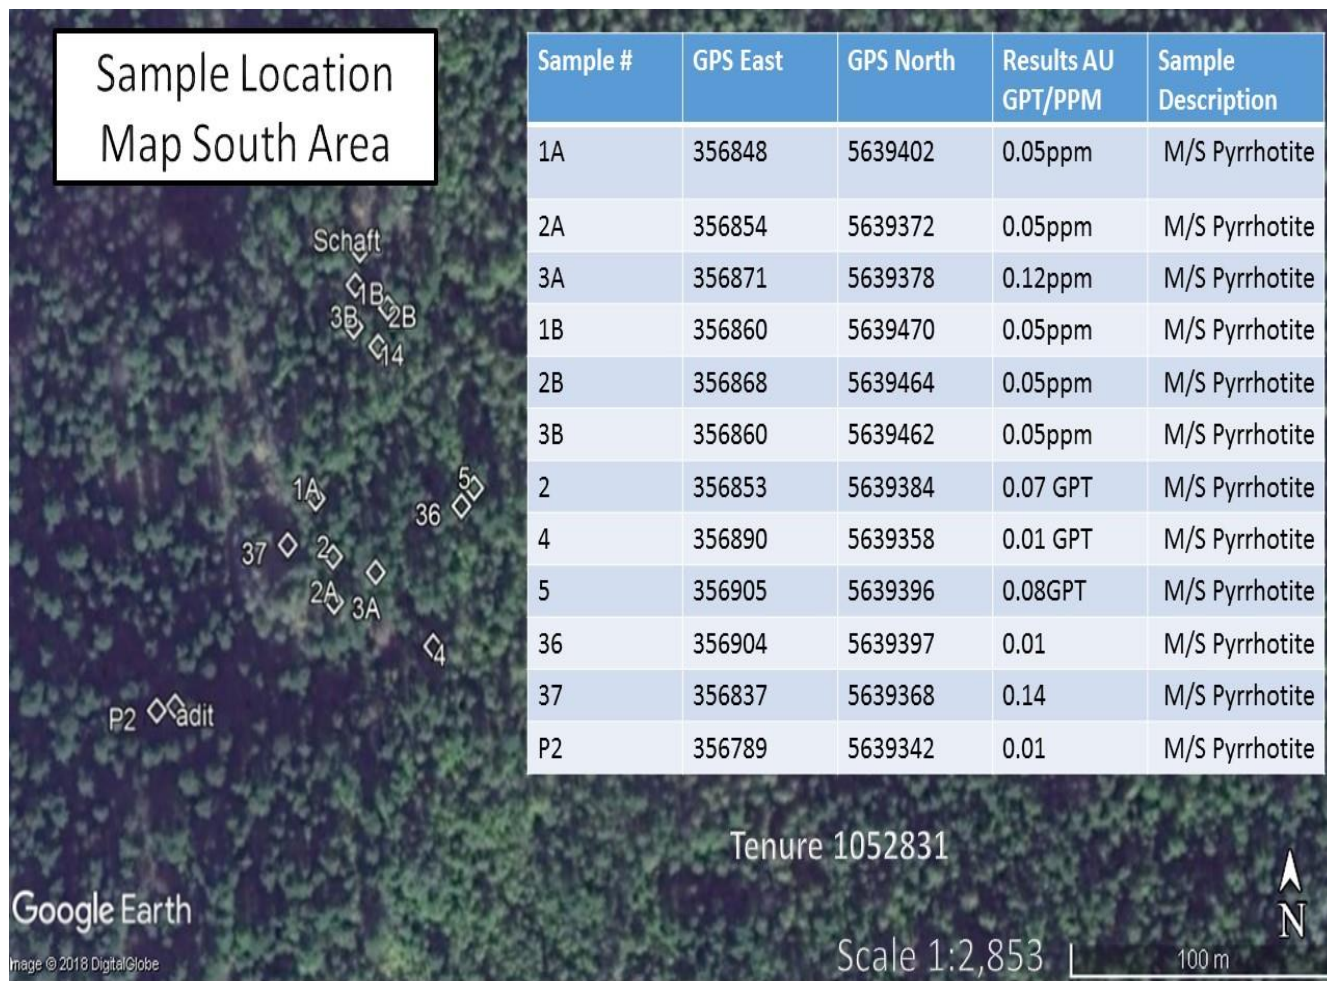 Sample Location
Map South Area
Sample # GPS East GPS North Results AU GPT/PPM Sample Description
1A 356848 5639402 0.05ppm M/S Pyrrhotite
2A 356854 5639372 0.05ppm M/S Pyrrhotite
3A 356871 5639378 0.12ppm M/S Pyrrhotite
1B 356860 5639470 0.05ppm M/S Pyrrhotite
2B 356868 5639464 0.05ppm M/S Pyrrhotite
3B 356860 5639462 0.05ppm M/S Pyrrhotite
2 356853 5639384 0.07 GPT M/S Pyrrhotite
4 356890 5639358 0.01 GPT M/S Pyrrhotite
5 356905 5639396 0.08GPT M/S Pyrrhotite
36 356904 5639397 0.01 M/S Pyrrhotite
37 356837 5639368 0.14 M/S Pyrrhotite
P2 356789 5639342 0.01 M/S Pyrrhotite
Schaft
1B
3B 2B
14
1A 5
36
37 2
2A 3A
4
P2 adit
Tenure 1052831
N
Google Earth
Scale 1:2,853 100 m
mage © 2018 DigitalGlobe